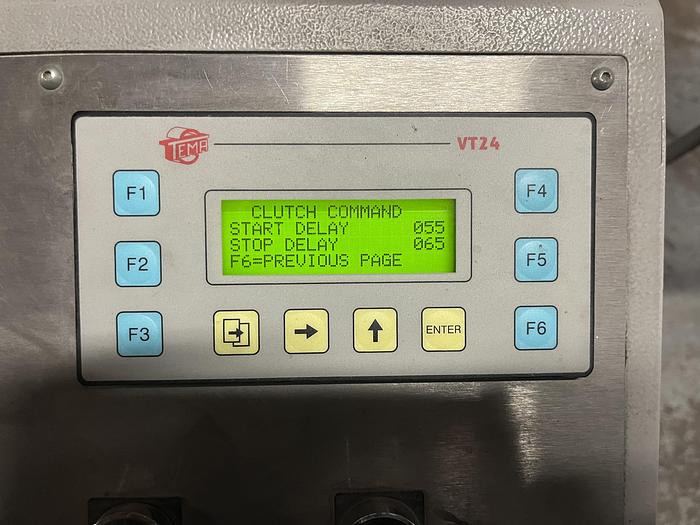 TEMA
VT24
F1
F2
F3
CLUTCH COMMAND
START DELAY 055
STOP DELAY 065
F6=PREVIOUS PAGE
ENTER
F4
F5
F6